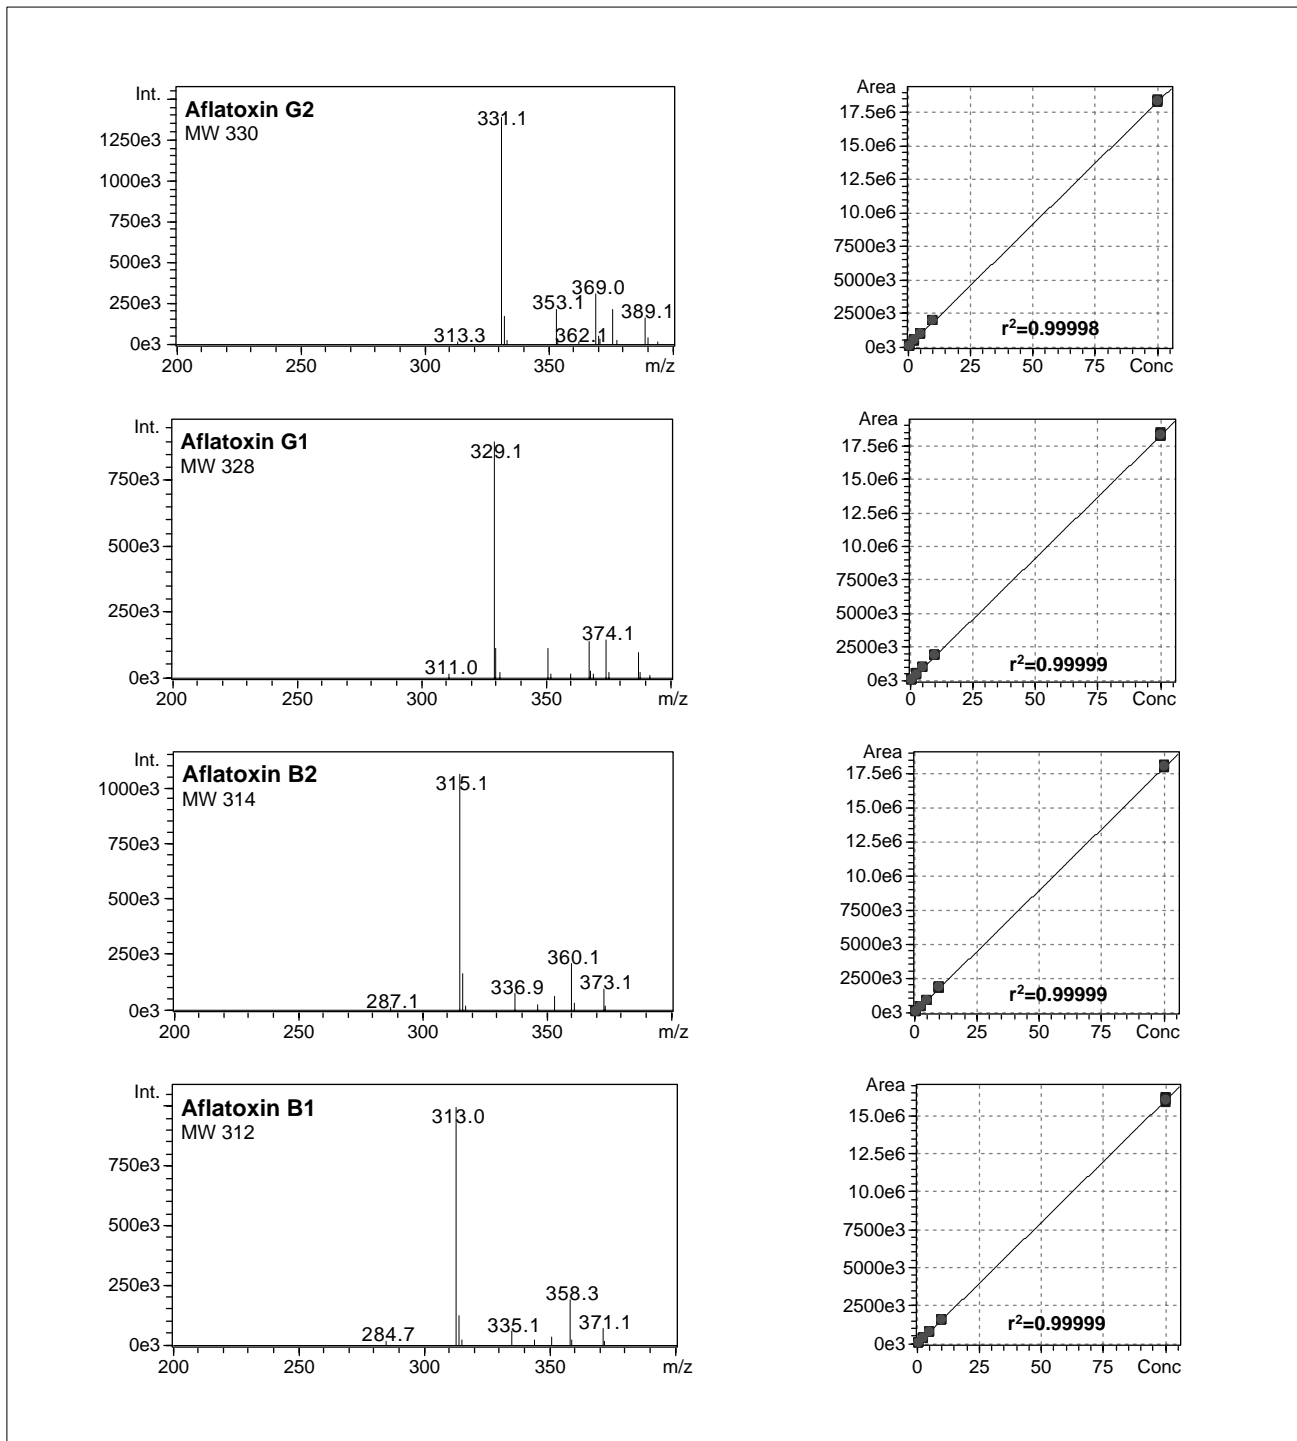 Int.
Aflatoxin G2
MW 330
1250e3
1000e3
750e3
500e3
250e3
0e3
331.1
313.3
353.1
362.1
369.0
389.1
200
250
300
350
m/z
Area
17.5e6
15.0e6
12.5e6
10.0e6
7500e3
5000e3
2500e3
0e3
r²=0.99998
0
25
50
75
Conc
Int.
Aflatoxin G1
MW 328
750e3
500e3
250e3
0e3
329.1
311.0
374.1
200
250
300
350
m/z
Area
17.5e6
15.0e6
12.5e6
10.0e6
7500e3
5000e3
2500e3
0e3
r²=0.99999
0
25
50
75
Conc
Int.
Aflatoxin B2
MW 314
1000e3
750e3
500e3
250e3
0e3
315.1
287.1
336.9
360.1
373.1
200
250
300
350
m/z
Area
17.5e6
15.0e6
12.5e6
10.0e6
7500e3
5000e3
2500e3
0e3
r²=0.99999
0
25
50
75
Conc
Int.
Aflatoxin B1
MW 312
750e3
500e3
250e3
0e3
313.0
284.7
335.1
358.3
371.1
200
250
300
350
m/z
Area
15.0e6
12.5e6
10.0e6
7500e3
5000e3
2500e3
0e3
r²=0.99999
0
25
50
75
Conc